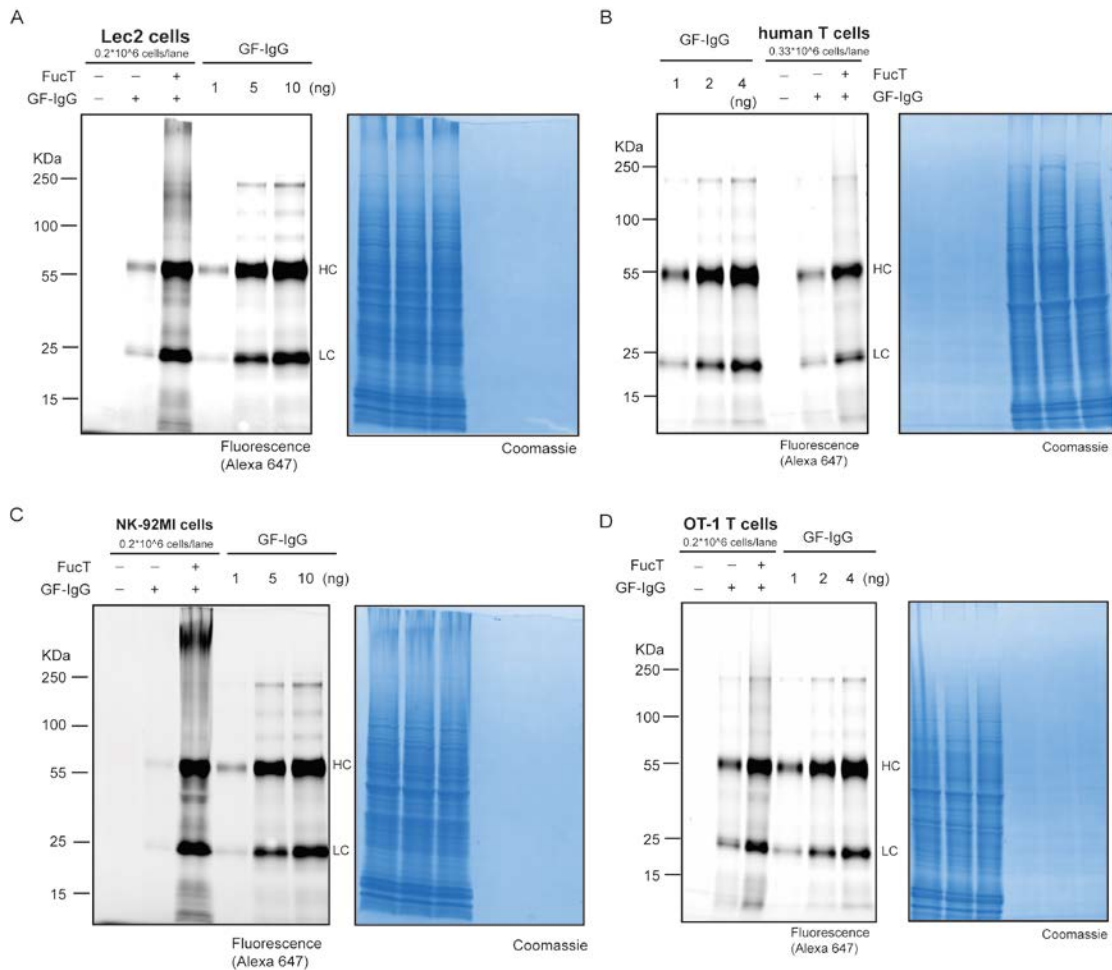 A
Lec2 cells
0.2*10^6 cells/lane
GF-IgG
FucT
+
1 5 10 (ng)
GF-IgG
– + +
KDa
250
100
55
25
15
HC
LC
Fluorescence
(Alexa 647)
Coomassie
B
GF-IgG
human T cells
0.33*10^6 cells/lane
1 2 4
(ng)
+ FucT
– + + GF-IgG
KDa
250
100
55
25
15
HC
LC
Fluorescence
(Alexa 647)
Coomassie
C
NK-92MI cells
0.2*10^6 cells/lane
GF-IgG
FucT
+
1 5 10 (ng)
GF-IgG
– + +
KDa
250
100
55
25
15
HC
LC
Fluorescence
(Alexa 647)
Coomassie
D
OT-1 T cells
0.2*10^6 cells/lane
GF-IgG
FucT
+
1 2 4 (ng)
GF-IgG
– + +
KDa
250
100
55
25
15
HC
LC
Fluorescence
(Alexa 647)
Coomassie